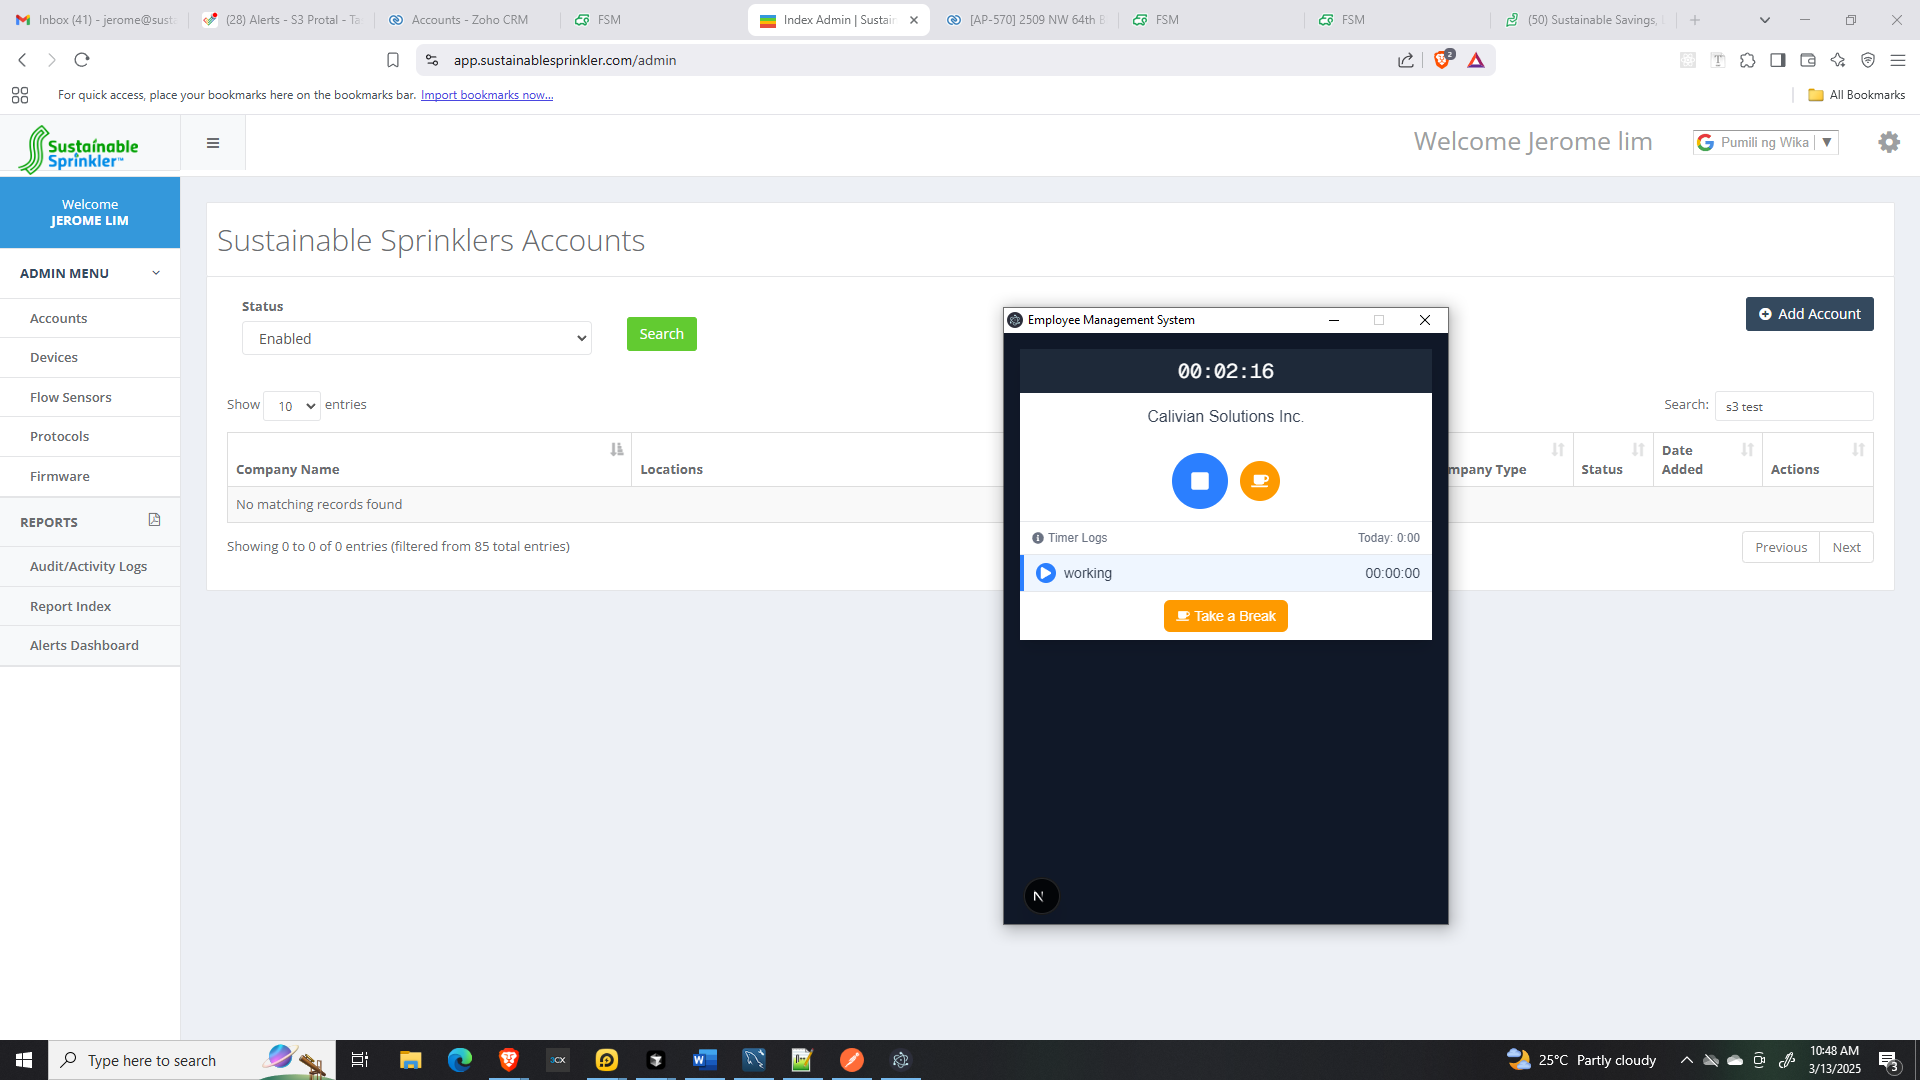 Inbox (41) - jerome@susta
(28) Alerts - S3 Protal - Ta
Accounts - Zoho CRM
FSM
Index Admin | Sustain
[AP-570] 2509 NW 64th B
FSM
FSM
(50) Sustainable Savings,
app.sustainablesprinkler.com/admin
2
For quick access, place your bookmarks here on the bookmarks bar. Import bookmarks now...
All Bookmarks
Sustainable
Sprinkler™
Welcome Jerome lim
Pumili ng Wika ▼
Welcome
JEROME LIM
ADMIN MENU
Accounts
Devices
Flow Sensors
Protocols
Firmware
REPORTS
Audit/Activity Logs
Report Index
Alerts Dashboard
Sustainable Sprinklers Accounts
Status
Enabled
Search
Add Account
Show 10 entries
Search: s3 test
Company Name
Locations
mpany Type
Status
Date Added
Actions
No matching records found
Showing 0 to 0 of 0 entries (filtered from 85 total entries)
Previous
Next
Employee Management System
00:02:16
Calivian Solutions Inc.
Timer Logs
Today: 0:00
working
00:00:00
Take a Break
N
Type here to search
25°C Partly cloudy
10:48 AM
3/13/2025
3